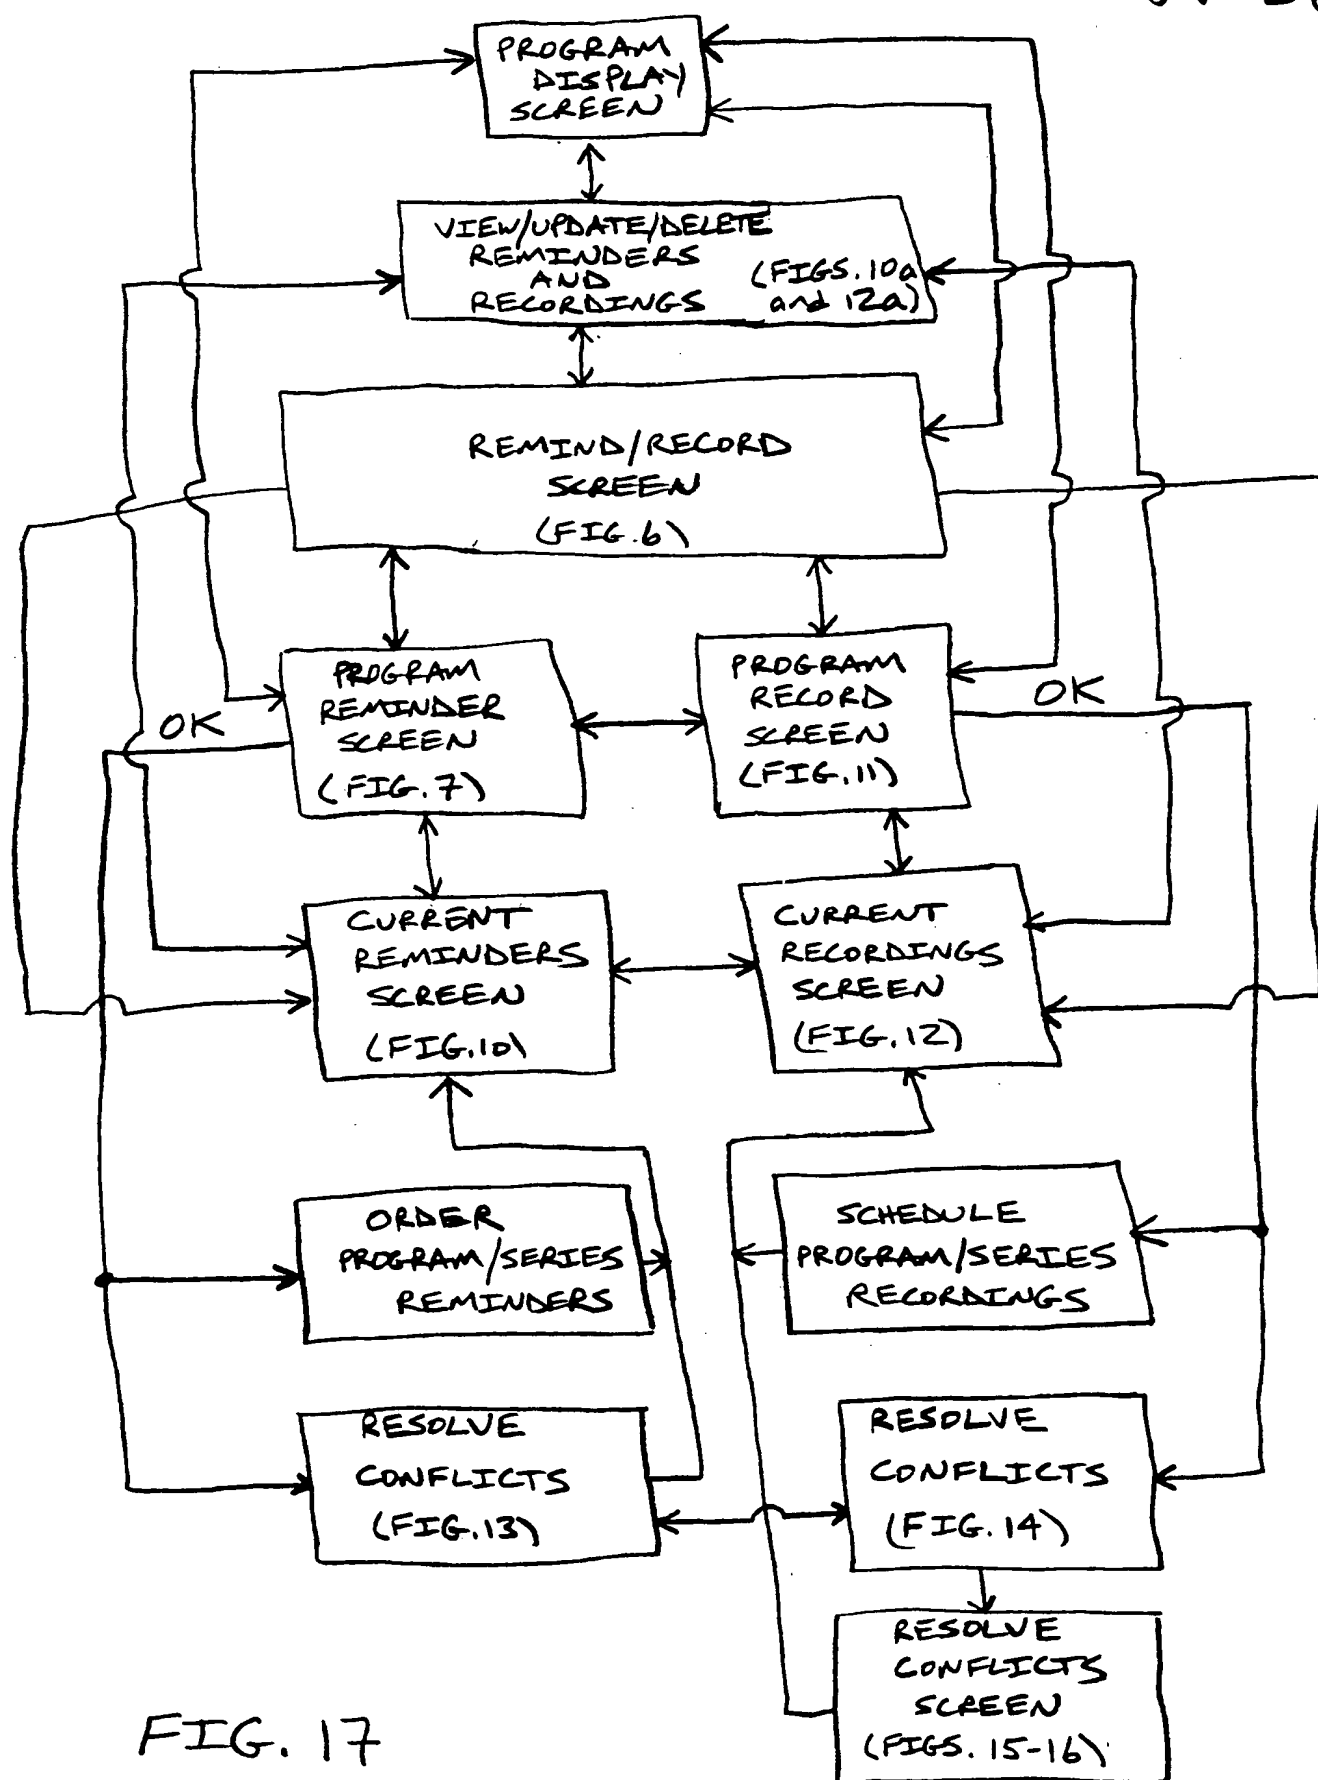 PROGRAM
DISPLAY
SCREEN
VIEW/UPDATE/DELETE
REMINDERS
AND
RECORDINGS
(FIGS. 10a
and 12a)
REMIND/RECORD
SCREEN
(FIG. 6)
PROGRAM
REMINDER
SCREEN
(FIG. 7)
OK
PROGRAM
RECORD
SCREEN
(FIG. 11)
OK
CURRENT
REMINDERS
SCREEN
(FIG. 10)
CURRENT
RECORDINGS
SCREEN
(FIG. 12)
ORDER
PROGRAM/SERIES
REMINDERS
SCHEDULE
PROGRAM/SERIES
RECORDINGS
RESOLVE
CONFLICTS
(FIG. 13)
RESOLVE
CONFLICTS
(FIG. 14)
RESOLVE
CONFLICTS
SCREEN
(FIGS. 15-16)
FIG. 17